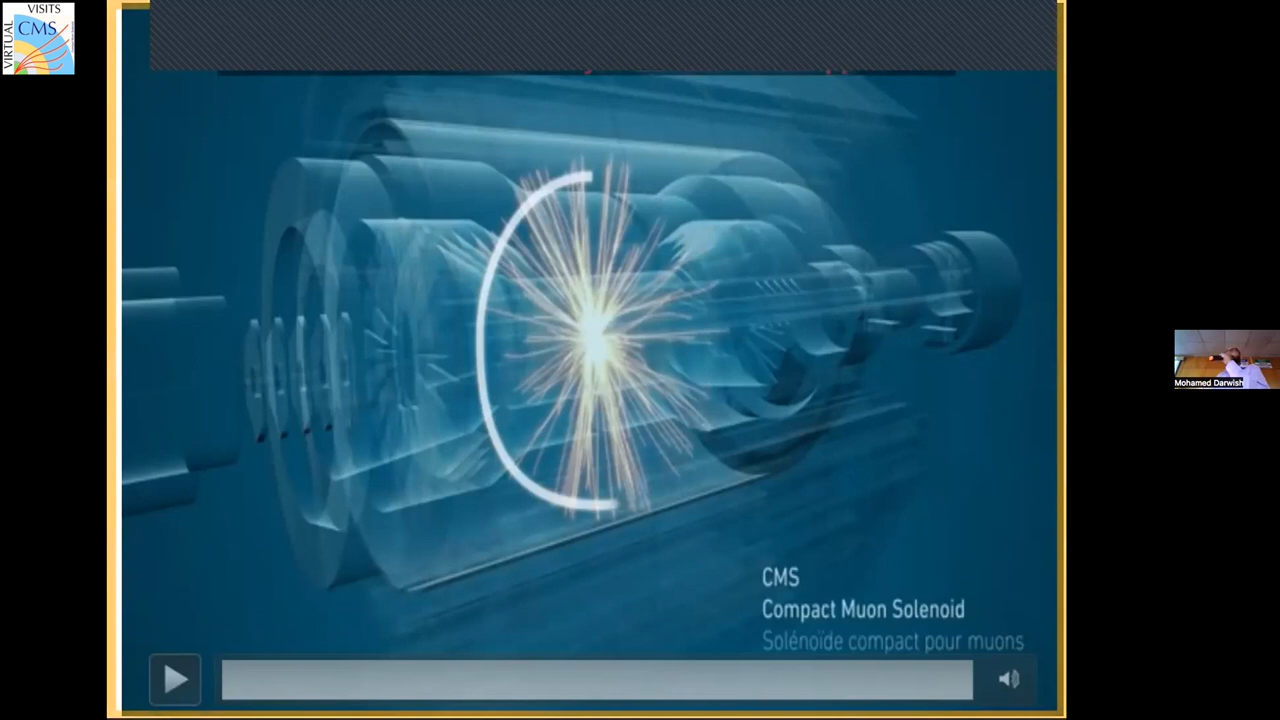 VISITS
CMS
VIRTUAL
CMS
Compact Muon Solenoid
Solénoïde compact pour muons
Mohamed Darwish